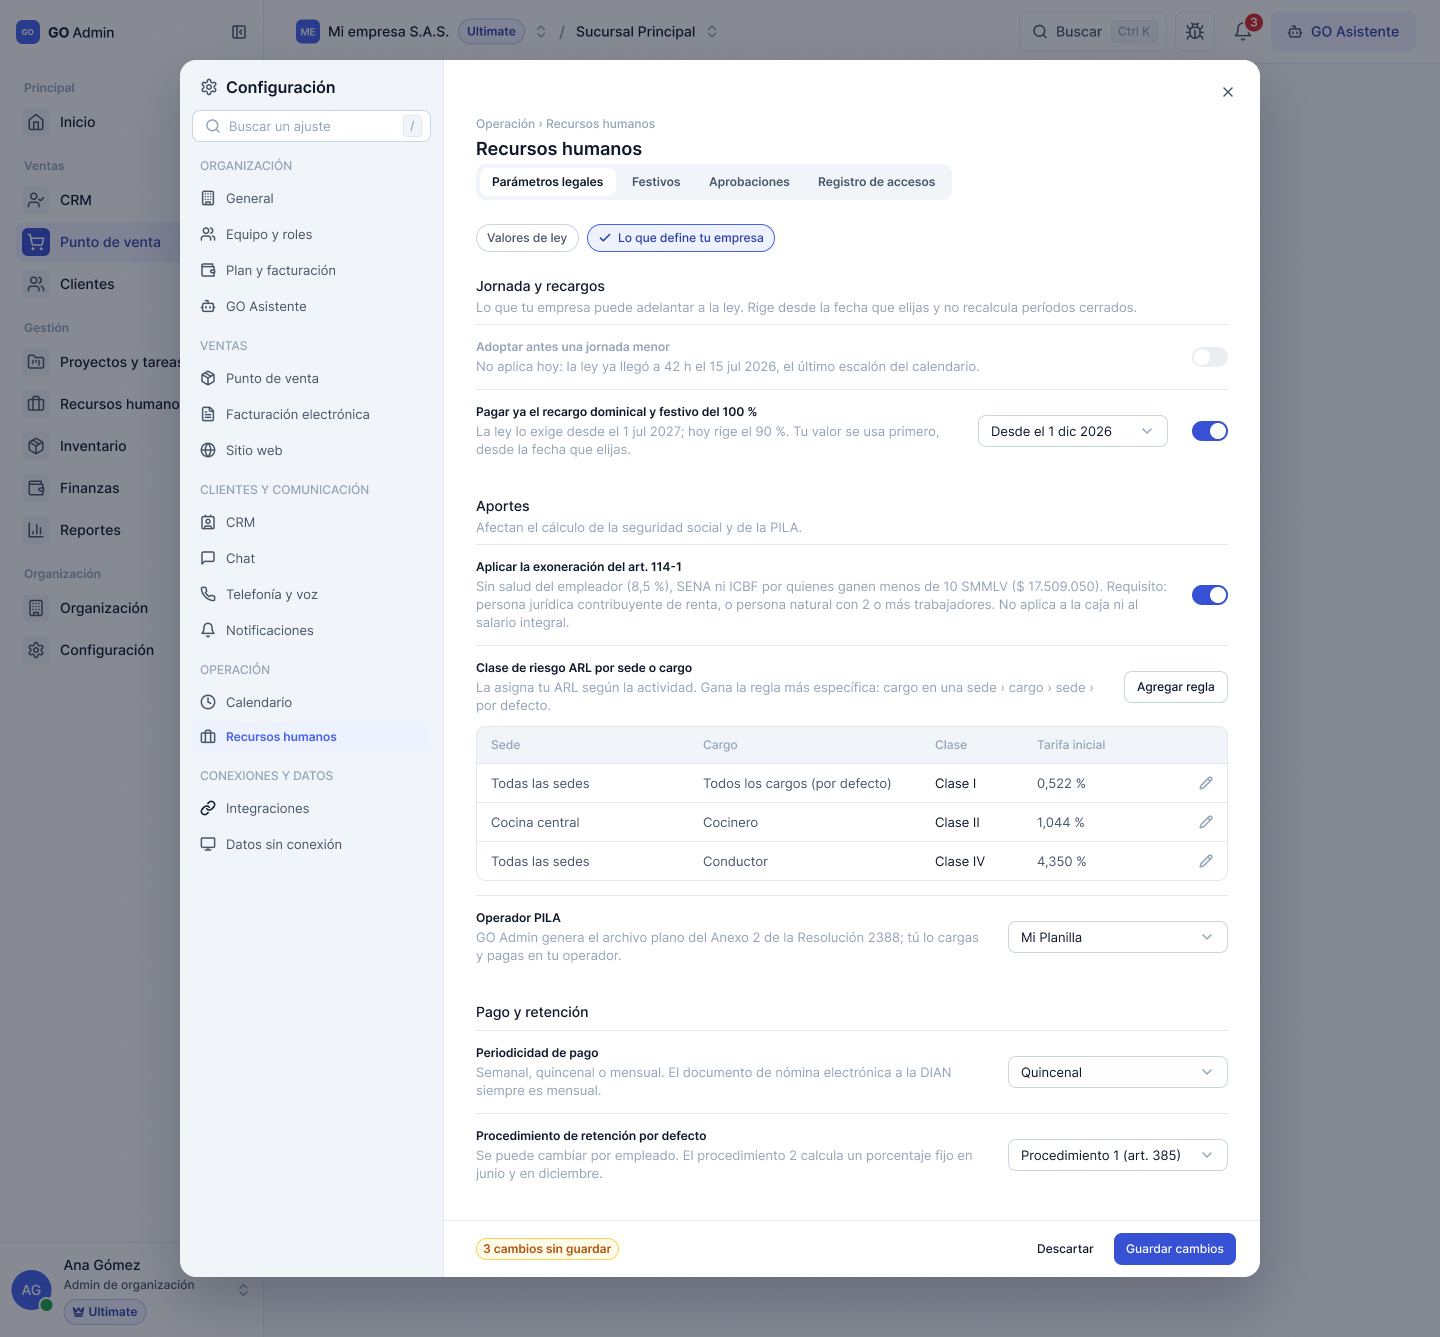 GO
GO Admin
ME
Mi empresa S.A.S.
Ultimate
/
Sucursal Principal
Buscar
Ctrl K
3
GO Asistente
Principal
Inicio
Ventas
CRM
Punto de venta
Clientes
Gestión
Proyectos y tareas
Recursos humano
Inventario
Finanzas
Reportes
Organización
Organización
Configuración
Ana Gómez
AG
Admin de organización
Ultimate
Configuración
Buscar un ajuste
/
ORGANIZACIÓN
General
Equipo y roles
Plan y facturación
GO Asistente
VENTAS
Punto de venta
Facturación electrónica
Sitio web
CLIENTES Y COMUNICACIÓN
CRM
Chat
Telefonía y voz
Notificaciones
OPERACIÓN
Calendario
Recursos humanos
CONEXIONES Y DATOS
Integraciones
Datos sin conexión
Operación › Recursos humanos
Recursos humanos
Parámetros legales
Festivos
Aprobaciones
Registro de accesos
Valores de ley
Lo que define tu empresa
Jornada y recargos
Lo que tu empresa puede adelantar a la ley. Rige desde la fecha que elijas y no recalcula períodos cerrados.
Adoptar antes una jornada menor
No aplica hoy: la ley ya llegó a 42 h el 15 jul 2026, el último escalón del calendario.
Pagar ya el recargo dominical y festivo del 100 %
La ley lo exige desde el 1 jul 2027; hoy rige el 90 %. Tu valor se usa primero,
desde la fecha que elijas.
Desde el 1 dic 2026
Aportes
Afectan el cálculo de la seguridad social y de la PILA.
Aplicar la exoneración del art. 114-1
Sin salud del empleador (8,5 %), SENA ni ICBF por quienes ganen menos de 10 SMMLV ($ 17.509.050). Requisito:
persona jurídica contribuyente de renta, o persona natural con 2 o más trabajadores. No aplica a la caja ni al
salario integral.
Clase de riesgo ARL por sede o cargo
La asigna tu ARL según la actividad. Gana la regla más específica: cargo en una sede › cargo › sede ›
por defecto.
Agregar regla
Sede Cargo Clase Tarifa inicial
Todas las sedes Todos los cargos (por defecto) Clase I 0,522 %
Cocina central Cocinero Clase II 1,044 %
Todas las sedes Conductor Clase IV 4,350 %
Operador PILA
GO Admin genera el archivo plano del Anexo 2 de la Resolución 2388; tú lo cargas
y pagas en tu operador.
Mi Planilla
Pago y retención
Periodicidad de pago
Semanal, quincenal o mensual. El documento de nómina electrónica a la DIAN
siempre es mensual.
Quincenal
Procedimiento de retención por defecto
Se puede cambiar por empleado. El procedimiento 2 calcula un porcentaje fijo en
junio y en diciembre.
Procedimiento 1 (art. 385)
3 cambios sin guardar
Descartar
Guardar cambios